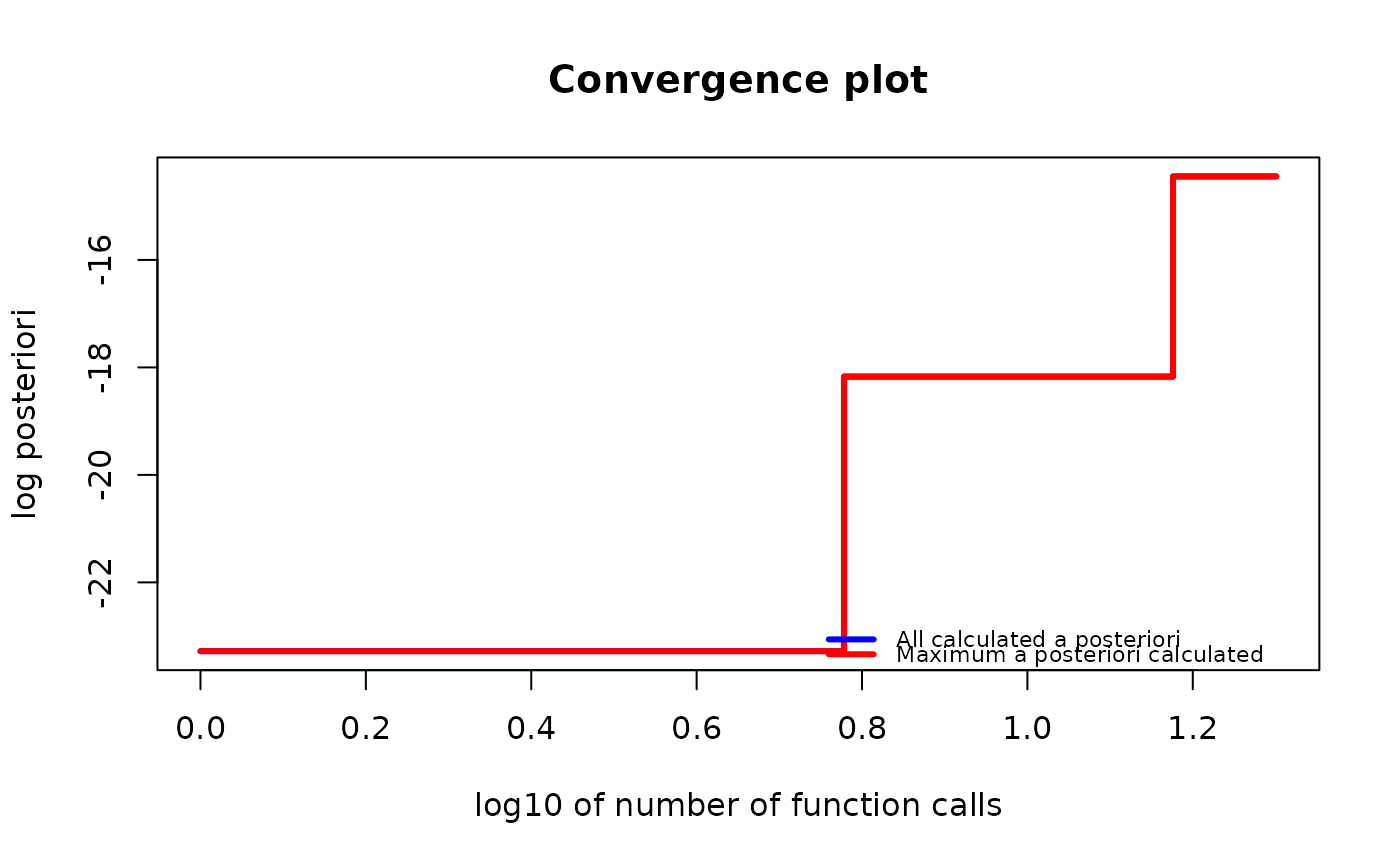 Convergence plot
log posteriori
-16
-18
-20
-22
All calculated a posteriori
Maximum a posteriori calculated
0.0 0.2 0.4 0.6 0.8 1.0 1.2
log10 of number of function calls